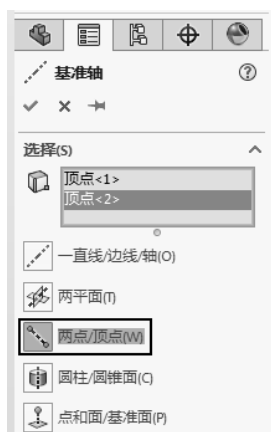 基准轴
选择(S)
顶点<1>
顶点<2>
一直线/边线/轴(O)
两平面(T)
两点/顶点(W)
圆柱/圆锥面(C)
点和面/基准面(P)